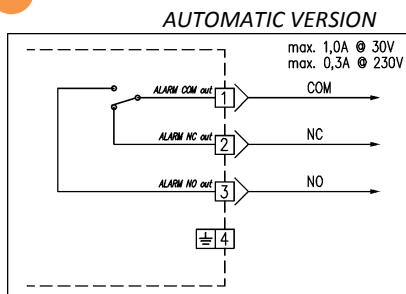 AUTOMATIC VERSION
max. 1,0A @ 30V
max. 0,3A @ 230V
ALARM COM out 1 COM
ALARM NC out 2 NC
ALARM NO out 3 NO
4